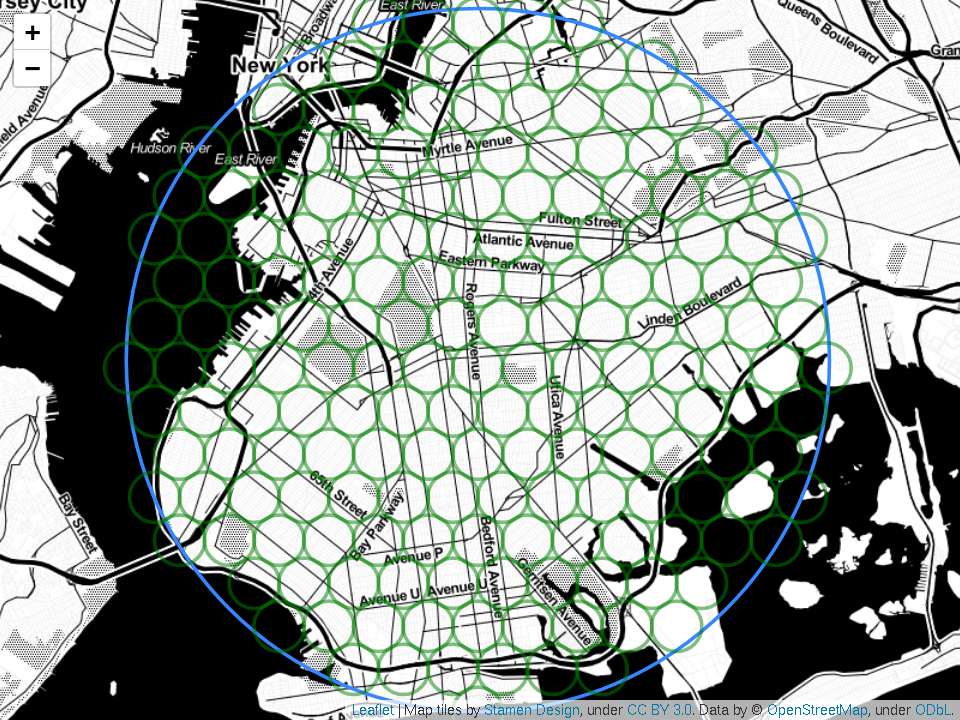 rsey City
East River
Queens Boulevard
Broadw
Gran
New York
+
−
ield Avenue
Hudson River
East River
Myrtle Avenue
Fulton Street
Atlantic Avenue
Eastern Parkway
4th Avenue
Rogers Avenue
Linden Boulevard
Utica Avenue
65th Street
Bay Parkway
Bay Street
Bedford Avenue
Avenue P
Gerritsen Avenue
Avenue U
Avenue U
Leaflet | Map tiles by Stamen Design, under CC BY 3.0. Data by © OpenStreetMap, under ODbL.